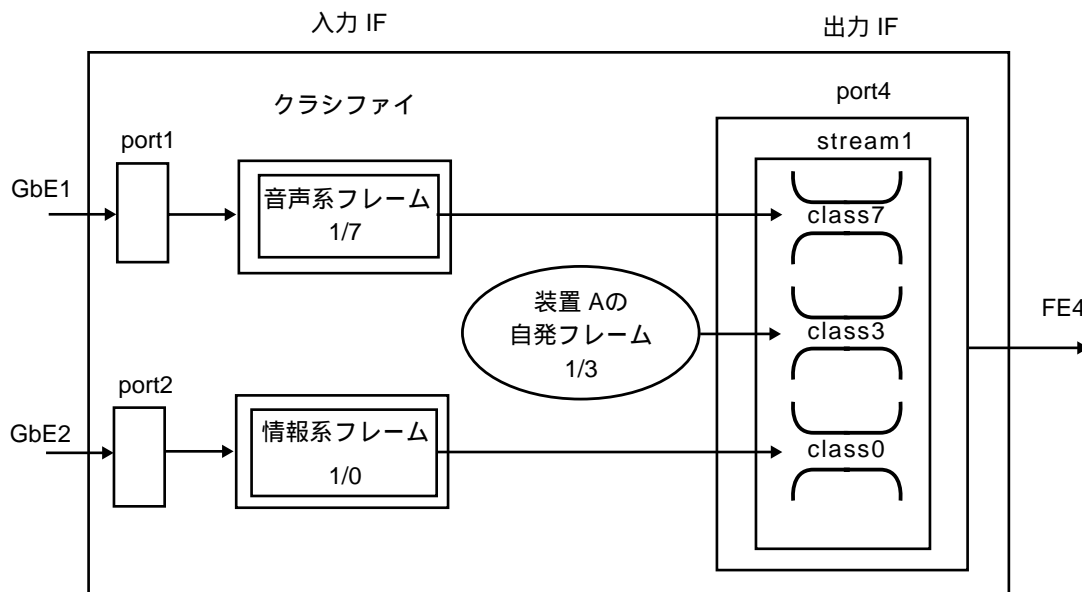 入力 IF
出力 IF
クラシファイ
port4
port1
stream1
GbE1
音声系フレーム
1/7
class7
装置 Aの
自発フレーム
1/3
class3
FE4
port2
GbE2
情報系フレーム
1/0
class0